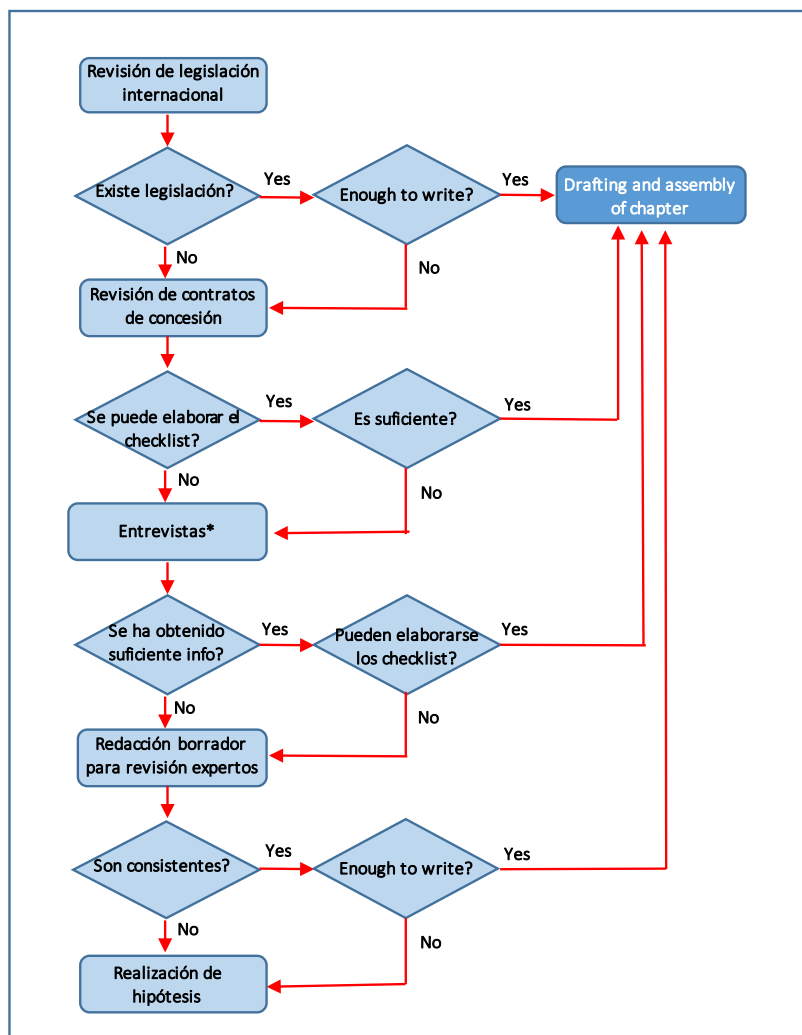 Revisión de legislación
internacional
Existe legislación?
Yes
Enough to write?
Yes
Drafting and assembly
of chapter
No
No
Revisión de contratos
de concesión
Se puede elaborar el
checklist?
Yes
Es suficiente?
Yes
No
No
Entrevistas*
Se ha obtenido
suficiente info?
Yes
Pueden elaborarse
los checklist?
Yes
No
No
Redacción borrador
para revisión expertos
Son consistentes?
Yes
Enough to write?
Yes
No
No
Realización de
hipótesis